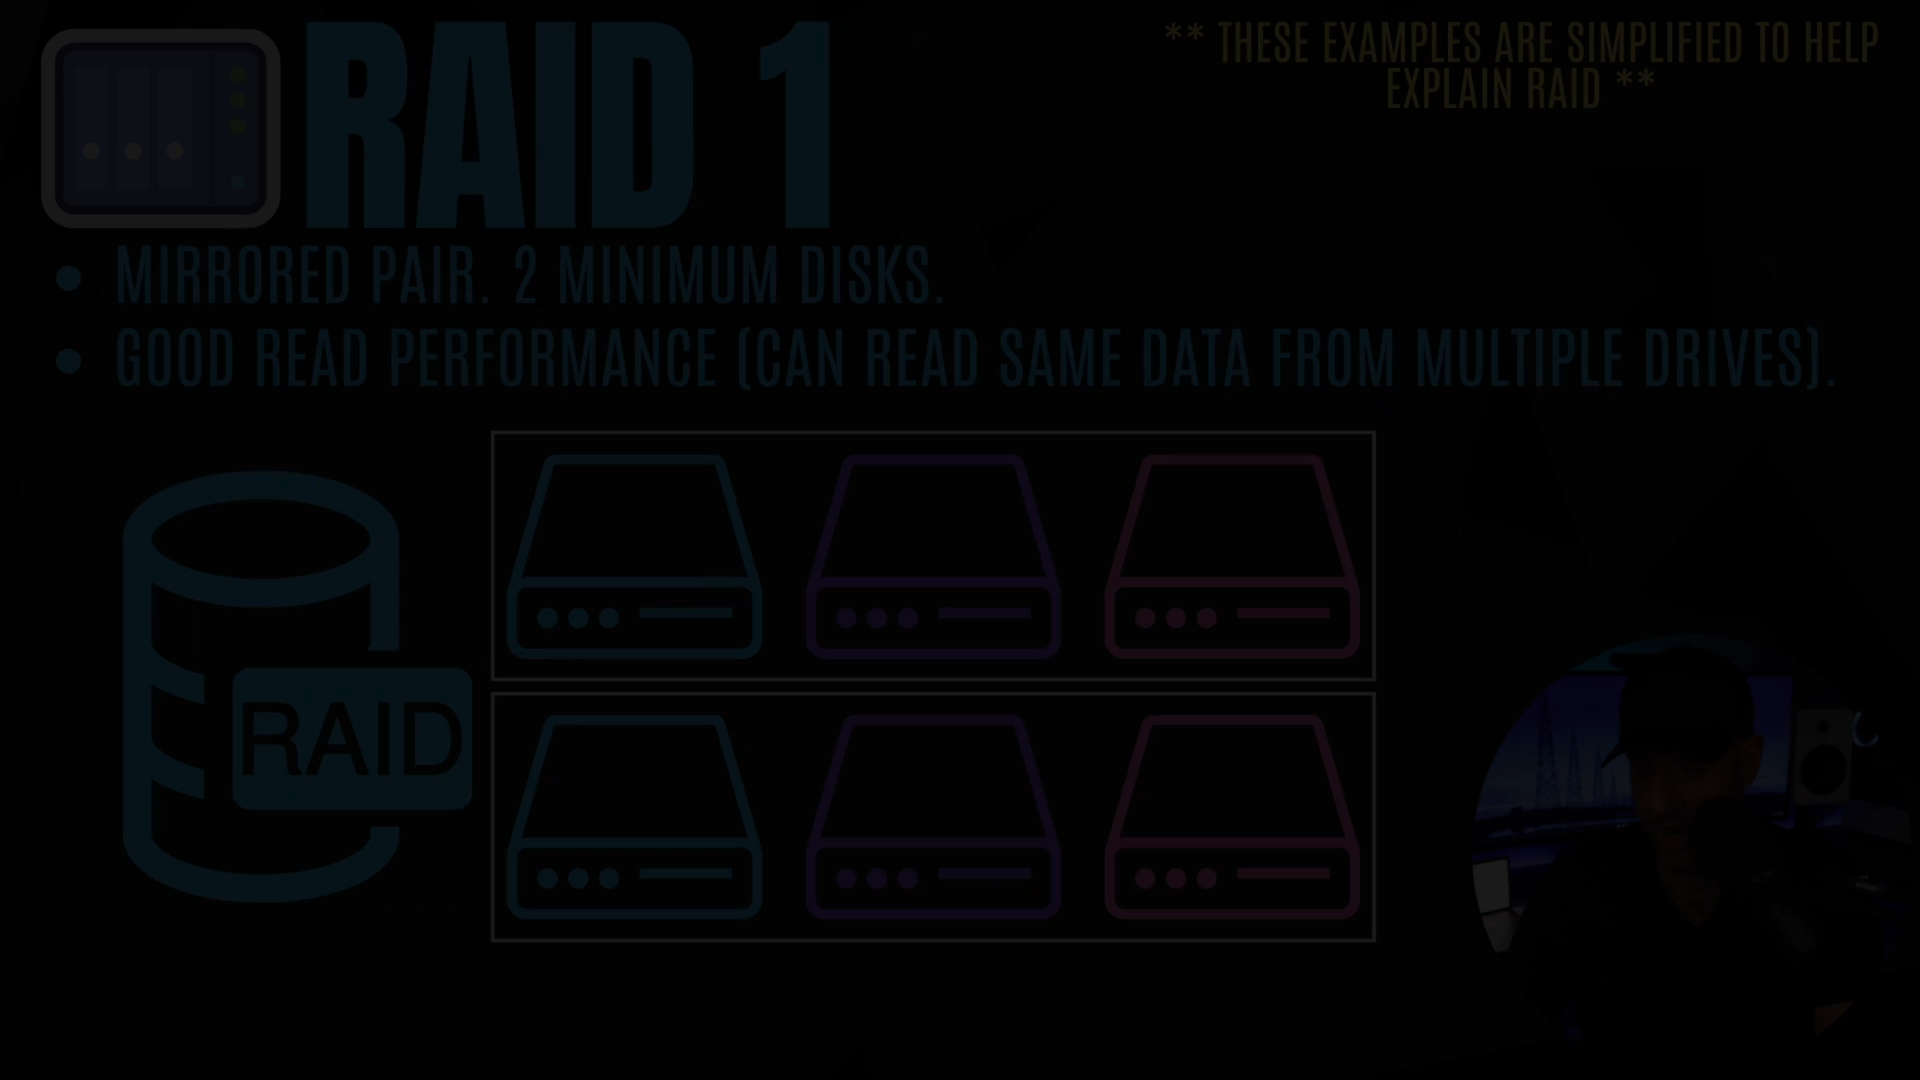 RAID 1
** THESE EXAMPLES ARE SIMPLIFIED TO HELP
EXPLAIN RAID **
• MIRRORED PAIR. 2 MINIMUM DISKS.
• GOOD READ PERFORMANCE (CAN READ SAME DATA FROM MULTIPLE DRIVES).
RAID